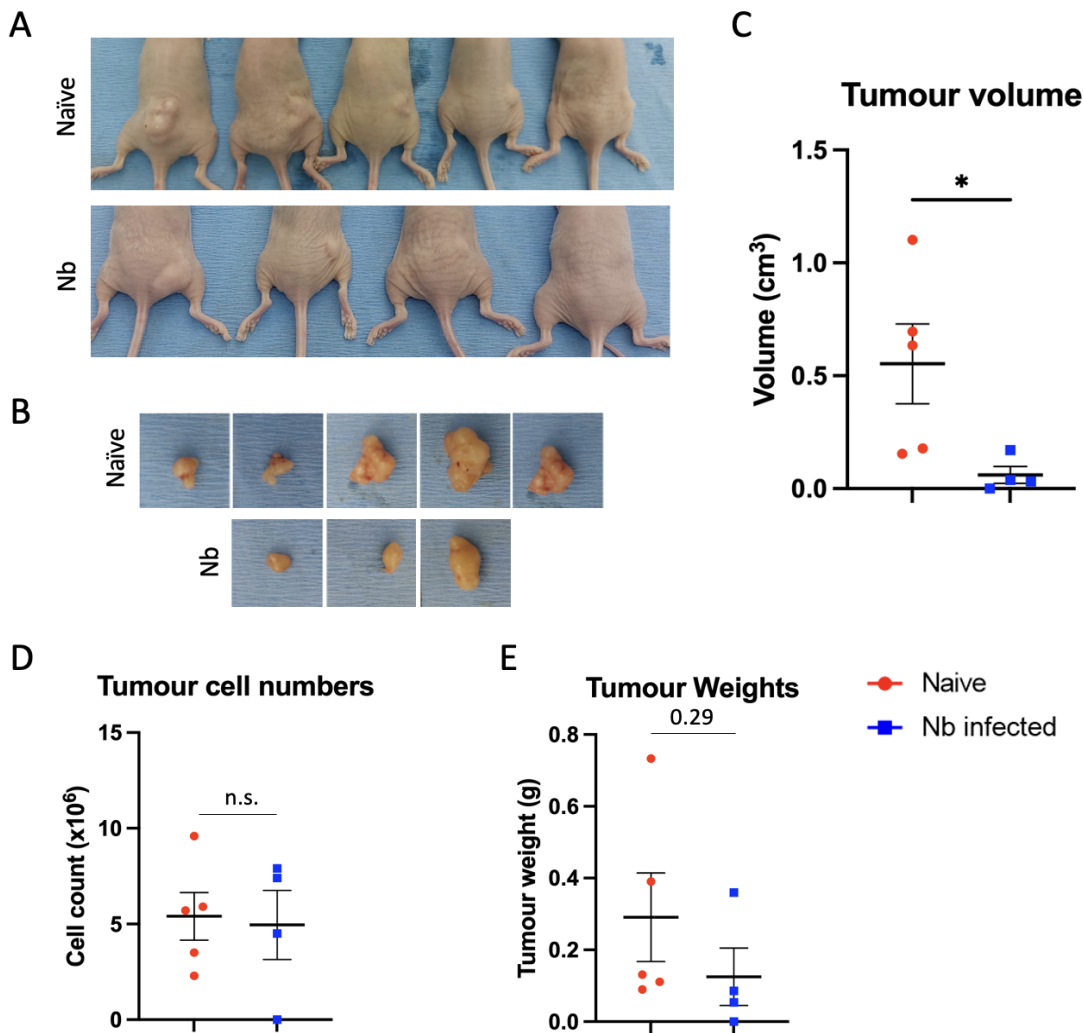 A
Naïve
Nb
B
Naïve
Nb
C
Tumour volume
Volume (cm³)
1.5
1.0
0.5
0.0
*
D
Tumour cell numbers
Cell count (x10⁶)
15
10
5
0
n.s.
E
Tumour Weights
Tumour weight (g)
0.8
0.6
0.4
0.2
0.0
0.29
Naive
Nb infected